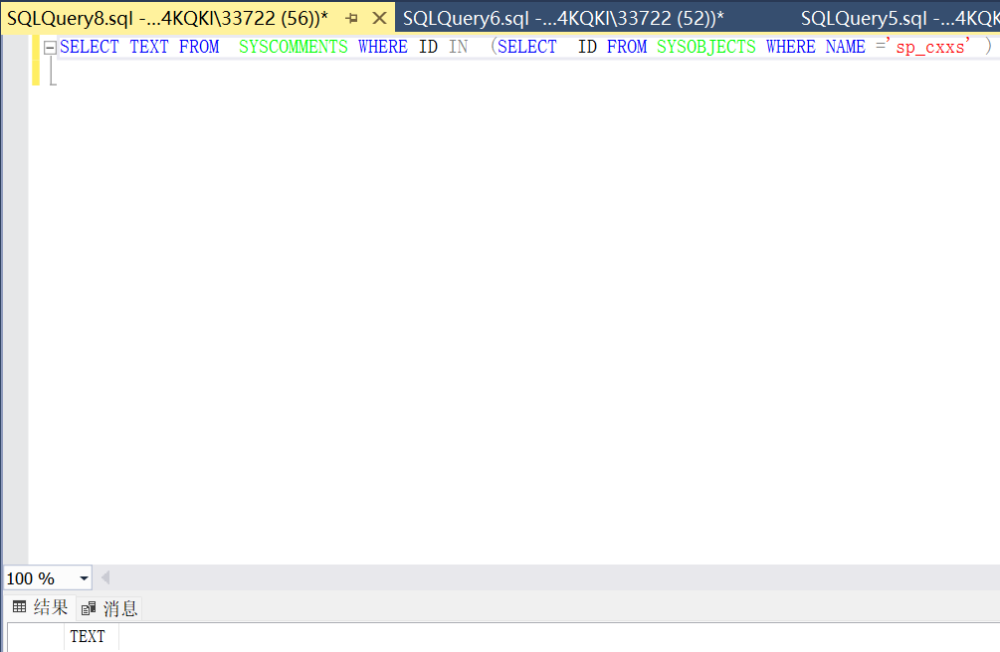 SQLQuery8.sql -...4KQKI\33722 (56))* SQLQuery6.sql -...4KQKI\33722 (52))* SQLQuery5.sql -...4KQK
SELECT TEXT FROM  SYSCOMMENTS WHERE ID IN  (SELECT  ID FROM SYSOBJECTS WHERE NAME ='sp_cxxs' )
100 %
结果 消息
TEXT